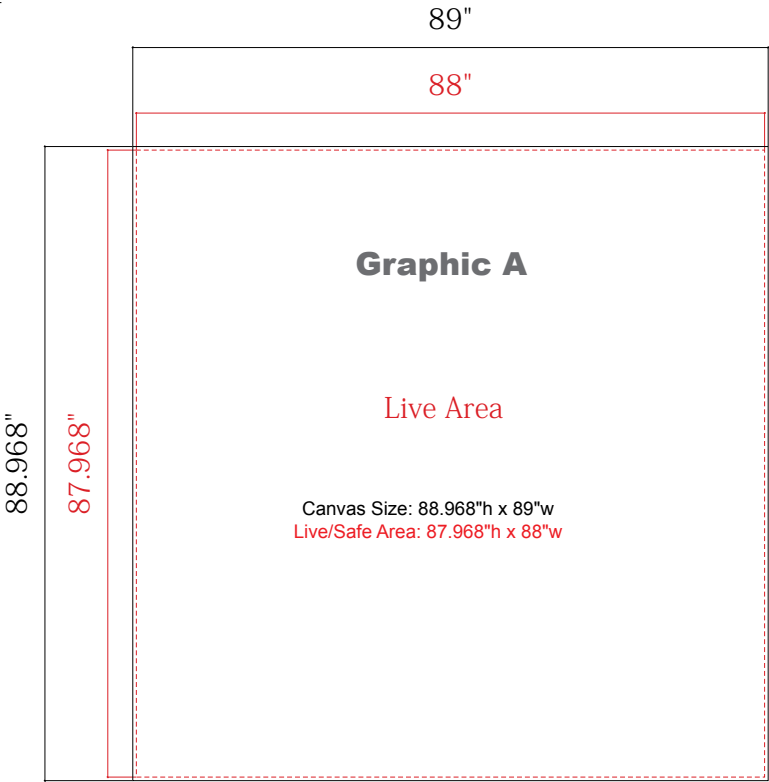 89"
88"
Graphic A
Live Area
88.968"
87.968"
Canvas Size: 88.968"h x 89"w
Live/Safe Area: 87.968"h x 88"w